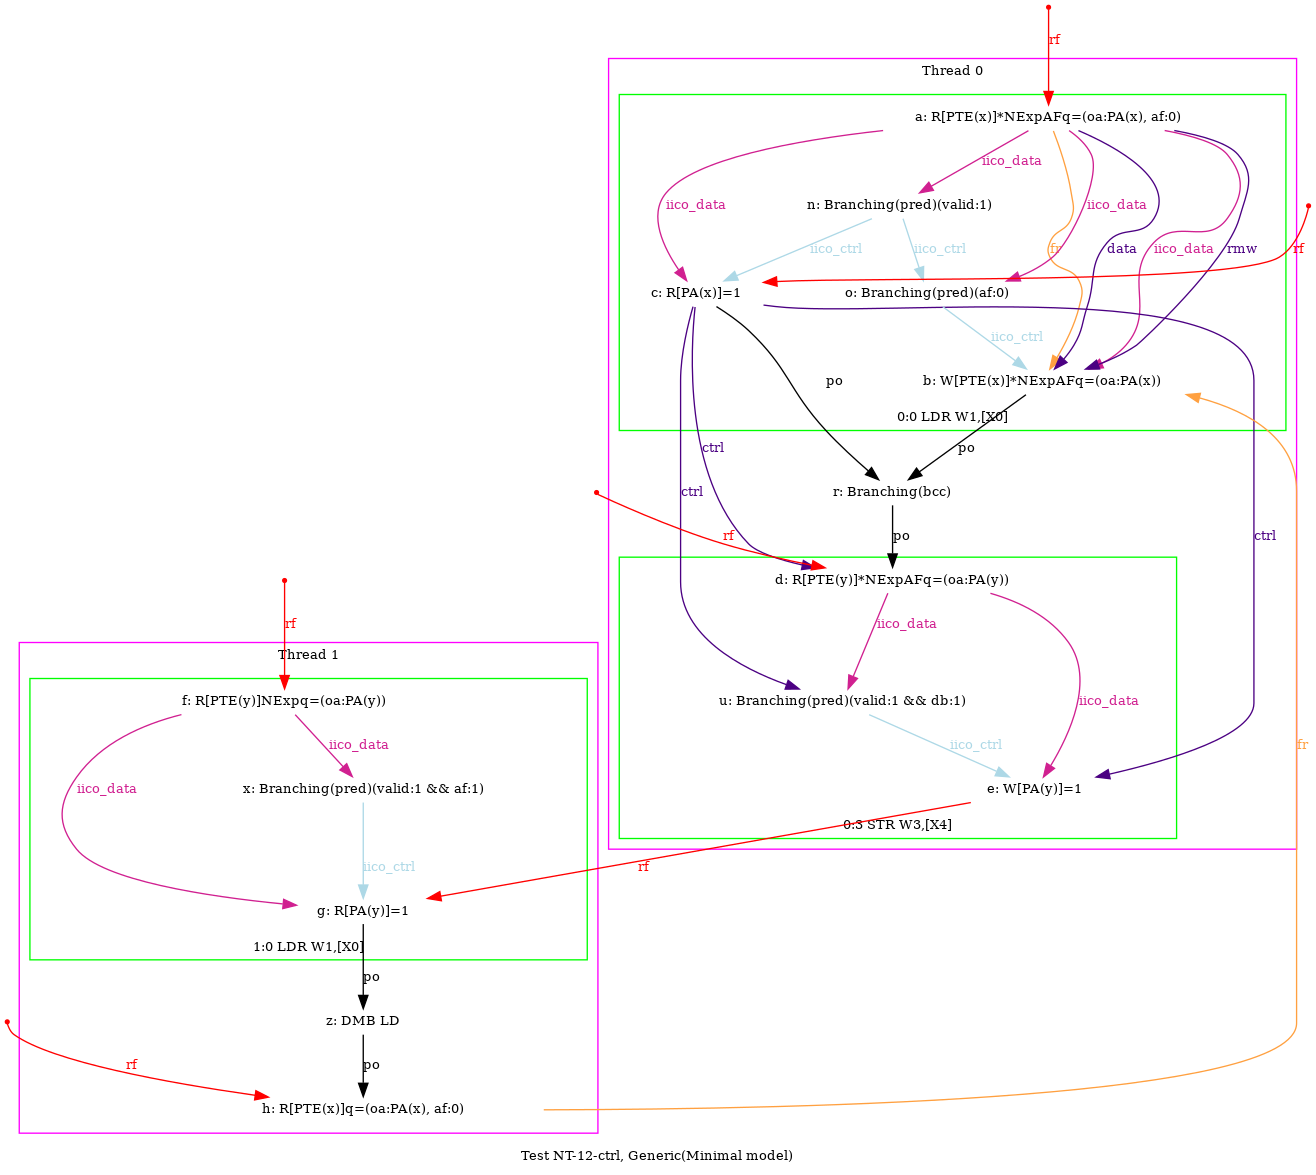 rf
Thread 0
a: R[PTE(x)]*NExpAFq=(oa:PA(x), af:0)
iico_data
n: Branching(pred)(valid:1)
iico_data
iico_data
iico_ctrl
iico_ctrl
fr
data
iico_data
rmw
rf
c: R[PA(x)]=1
o: Branching(pred)(af:0)
iico_ctrl
po
b: W[PTE(x)]*NExpAFq=(oa:PA(x))
0:0 LDR W1,[X0]
ctrl
po
ctrl
r: Branching(bcc)
rf
po
ctrl
d: R[PTE(y)]*NExpAFq=(oa:PA(y))
rf
iico_data
Thread 1
f: R[PTE(y)]NExpq=(oa:PA(y))
u: Branching(pred)(valid:1 && db:1)
iico_data
iico_data
iico_ctrl
fr
iico_data
x: Branching(pred)(valid:1 && af:1)
e: W[PA(y)]=1
0:3 STR W3,[X4]
iico_ctrl
rf
g: R[PA(y)]=1
1:0 LDR W1,[X0]
po
z: DMB LD
rf
po
h: R[PTE(x)]q=(oa:PA(x), af:0)
Test NT-12-ctrl, Generic(Minimal model)